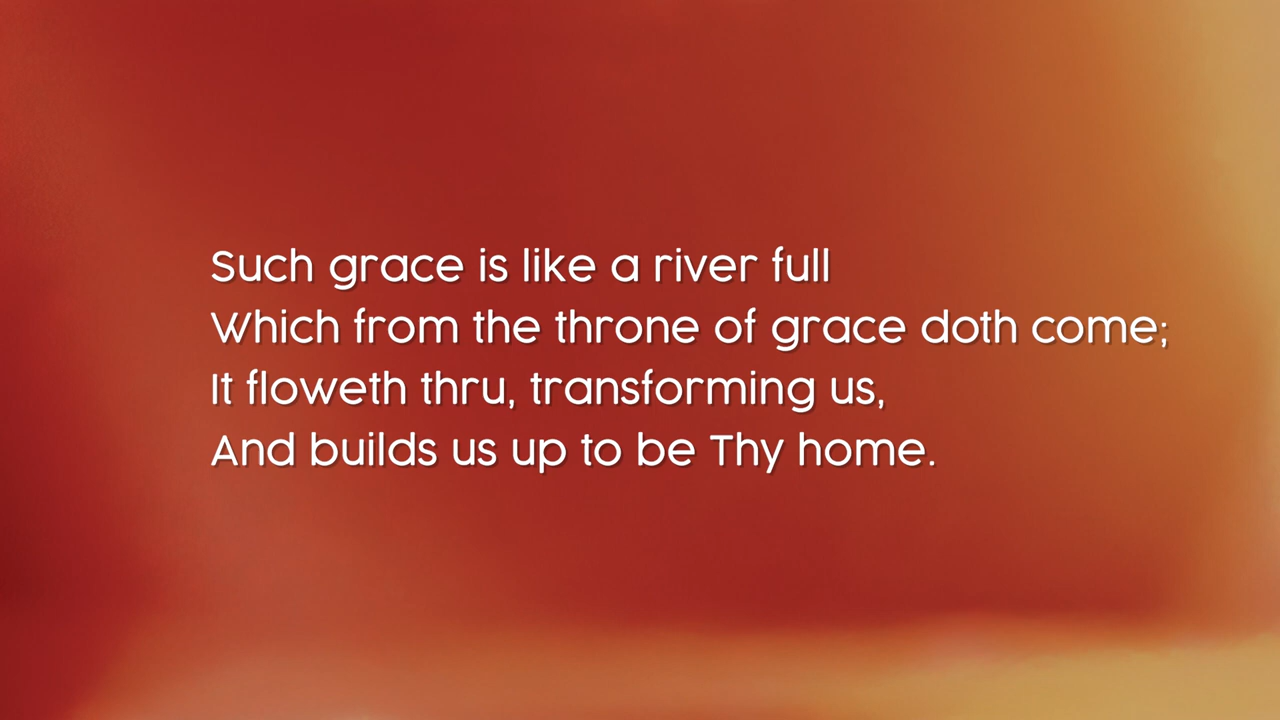 Such grace is like a river full
Which from the throne of grace doth come;
It floweth thru, transforming us,
And builds us up to be Thy home.